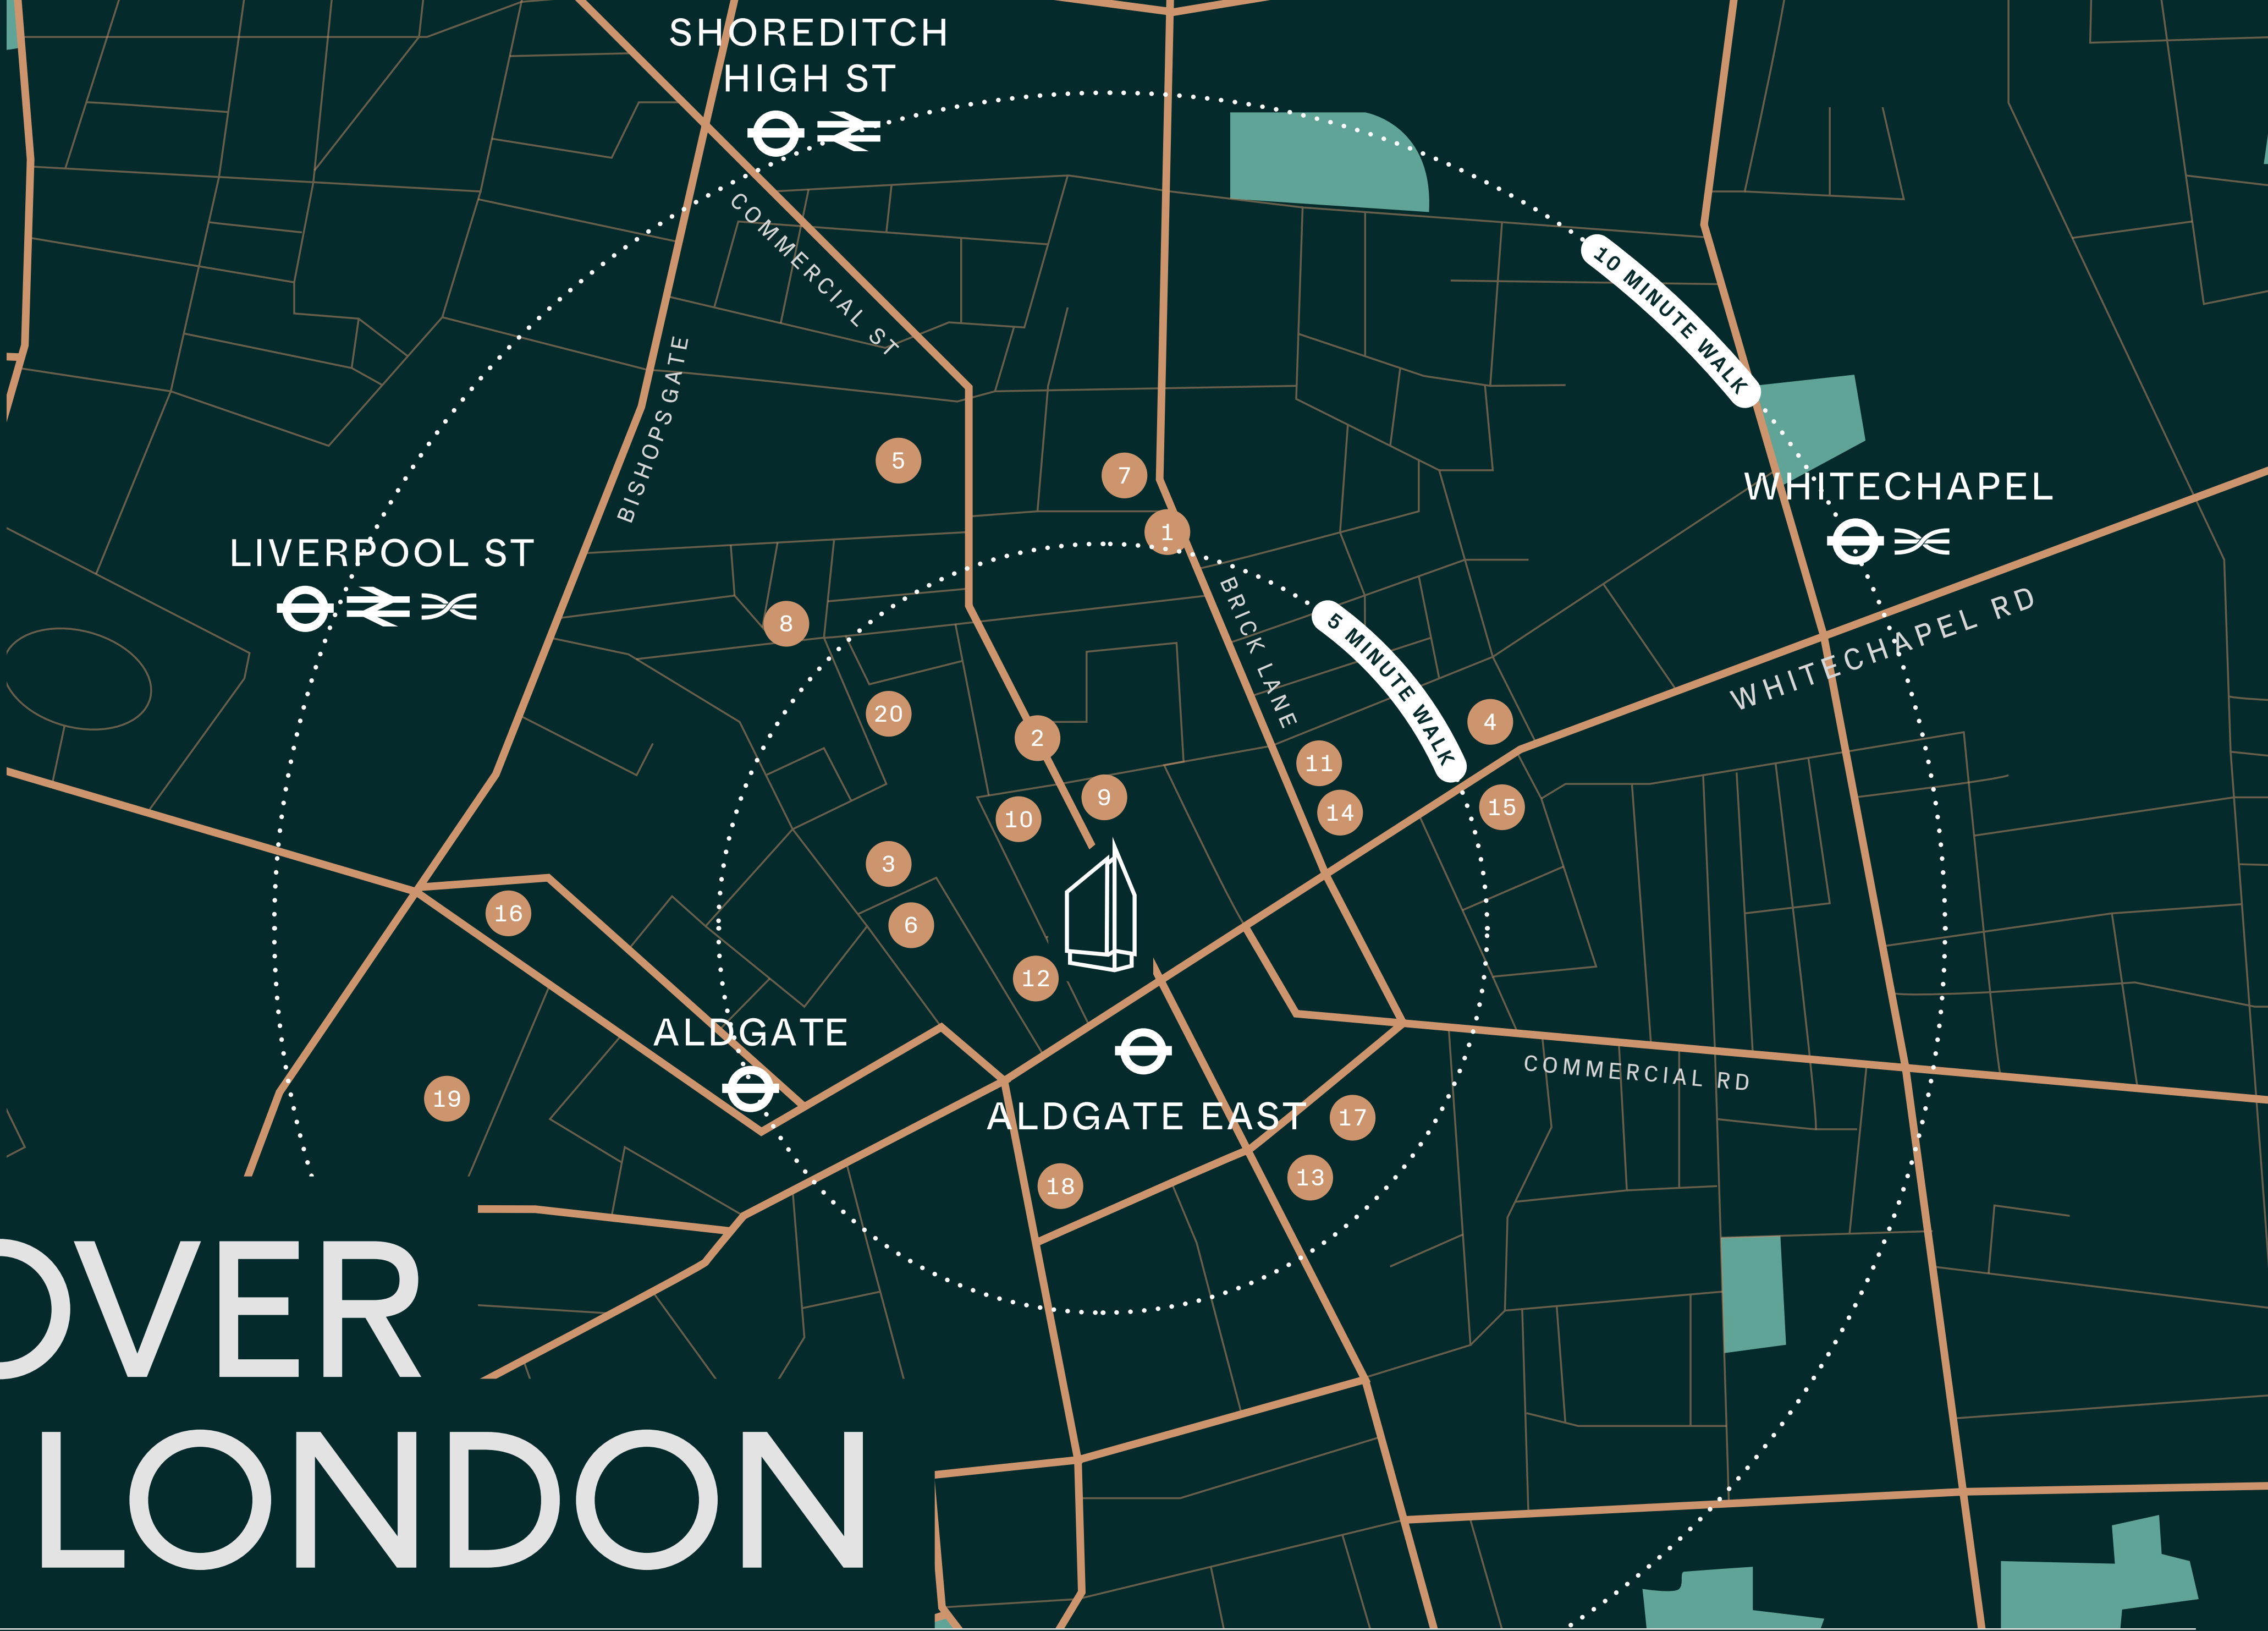 SHOREDITCH
HIGH ST
COMMERCIAL ST
10 MINUTE WALK
BISHOPSGATE
5
7
WHITECHAPEL
1
LIVERPOOL ST
BRICK LANE
5 MINUTE WALK
8
WHITECHAPEL RD
20
2
4
11
9
10
14
15
3
16
6
12
ALDGATE
COMMERCIAL RD
19
ALDGATE EAST
17
18
13
OVER
LONDON